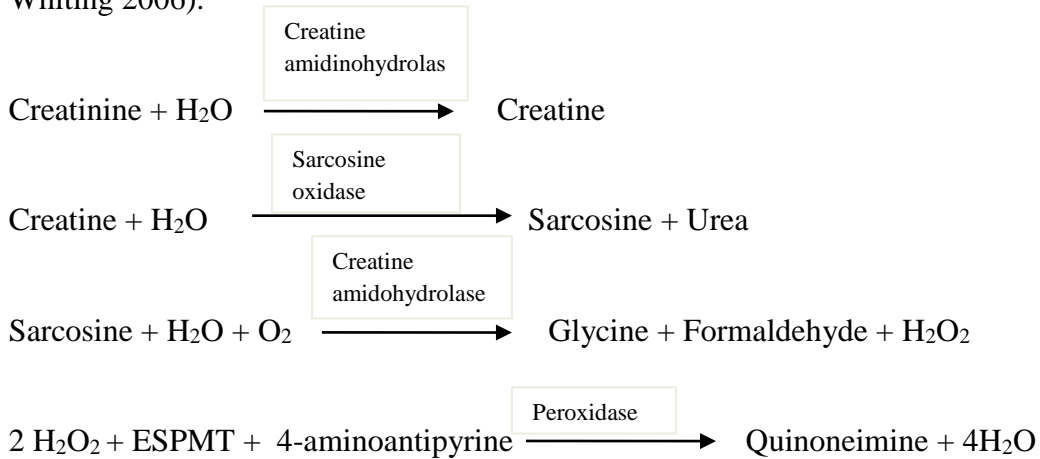 Whiting 2006).
Creatine
amidinohydrolas
Creatinine + H₂O Creatine
Sarcosine
oxidase
Creatine + H₂O Sarcosine + Urea
Creatine
amidohydrolase
Sarcosine + H₂O + O₂ Glycine + Formaldehyde + H₂O₂
Peroxidase
2 H₂O₂ + ESPMT + 4-aminoantipyrine Quinoneimine + 4H₂O